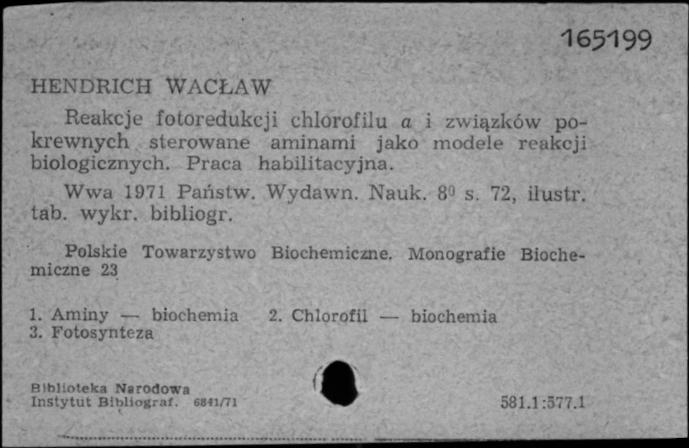 165199
HENDRICH WACŁAW
Reakcje fotoredukcji chlorofilu a i związków po-
krewnych sterowane aminami jako modele reakcji
biologicznych. Praca habilitacyjna.
Wwa 1971 Państw. Wydawn. Nauk. 8⁰ s. 72, ilustr.
tab. wykr. bibliogr.
Polskie Towarzystwo Biochemiczne. Monografie Bioche-
miczne 23
1. Aminy — biochemia 2. Chlorofil — biochemia
3. Fotosynteza
Biblioteka Narodowa
Instytut Bibliograf. 6841/71
581.1:577.1